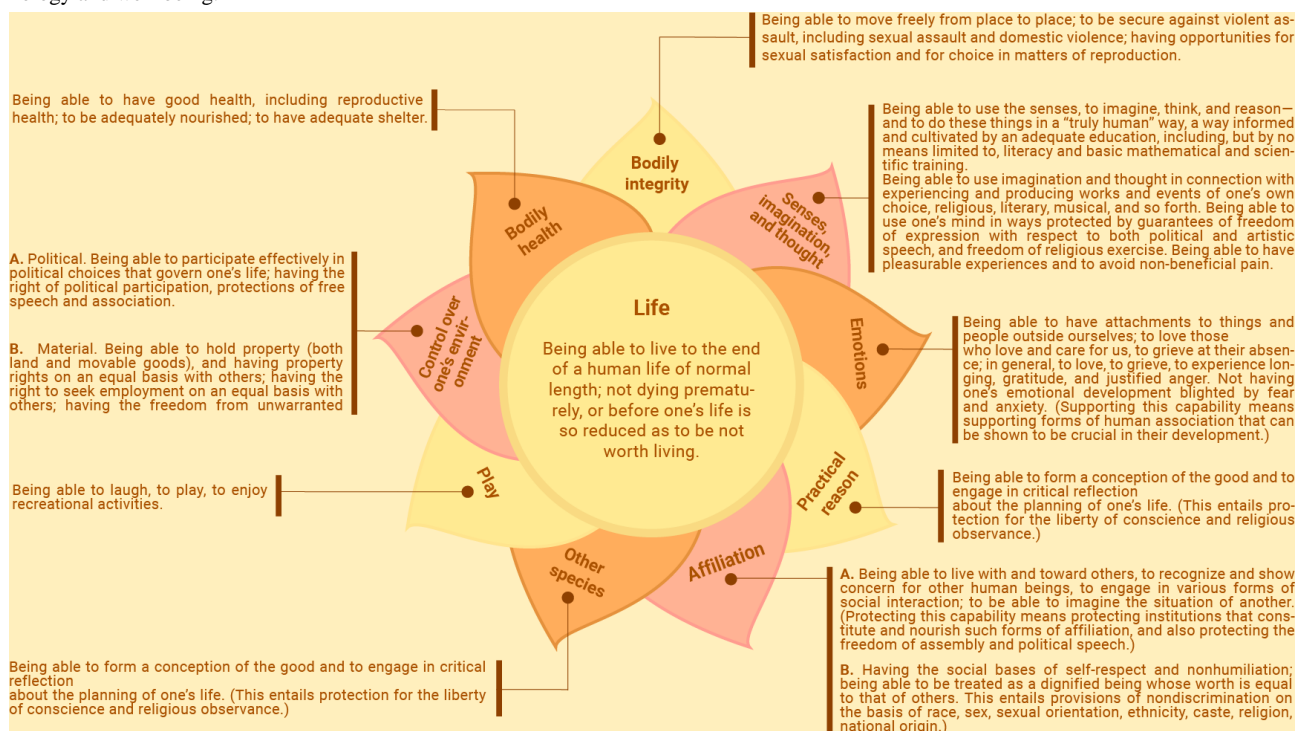 Being able to move freely from place to place; to be secure against violent as-
sault, including sexual assault and domestic violence; having opportunities for
sexual satisfaction and for choice in matters of reproduction.
Being able to have good health, including reproductive
health; to be adequately nourished; to have adequate shelter.
Being able to use the senses, to imagine, think, and reason—
and to do these things in a “truly human” way, a way informed
and cultivated by an adequate education, including, but by no
means limited to, literacy and basic mathematical and scien-
tific training.
Being able to use imagination and thought in connection with
experiencing and producing works and events of one’s own
choice, religious, literary, musical, and so forth. Being able to
use one’s mind in ways protected by guarantees of freedom
of expression with respect to both political and artistic
speech, and freedom of religious exercise. Being able to have
pleasurable experiences and to avoid non-beneficial pain.
Bodily
integrity
Senses,
imagination,
and thought
Bodily
health
A. Political. Being able to participate effectively in
political choices that govern one’s life; having the
right of political participation, protections of free
speech and association.
B. Material. Being able to hold property (both
land and movable goods), and having property
rights on an equal basis with others; having the
right to seek employment on an equal basis with
others; having the freedom from unwarranted
Control over
one’s envir-
onment
Life
Being able to live to the end
of a human life of normal
length; not dying prematu-
rely, or before one’s life is
so reduced as to be not
worth living.
Emotions
Being able to have attachments to things and
people outside ourselves; to love those
who love and care for us, to grieve at their absen-
ce; in general, to love, to grieve, to experience lon-
ging, gratitude, and justified anger. Not having
one’s emotional development blighted by fear
and anxiety. (Supporting this capability means
supporting forms of human association that can
be shown to be crucial in their development.)
Being able to laugh, to play, to enjoy
recreational activities.
Play
Practical
reason
Being able to form a conception of the good and to
engage in critical reflection
about the planning of one’s life. (This entails pro-
tection for the liberty of conscience and religious
observance.)
Other
species
Affiliation
A. Being able to live with and toward others, to recognize and show
concern for other human beings, to engage in various forms of
social interaction; to be able to imagine the situation of another.
(Protecting this capability means protecting institutions that cons-
titute and nourish such forms of affiliation, and also protecting the
freedom of assembly and political speech.)
B. Having the social bases of self-respect and nonhumiliation;
being able to be treated as a dignified being whose worth is equal
to that of others. This entails provisions of nondiscrimination on
the basis of race, sex, sexual orientation, ethnicity, caste, religion,
national origin.)
Being able to form a conception of the good and to engage in critical
reflection
about the planning of one’s life. (This entails protection for the liberty
of conscience and religious observance.)